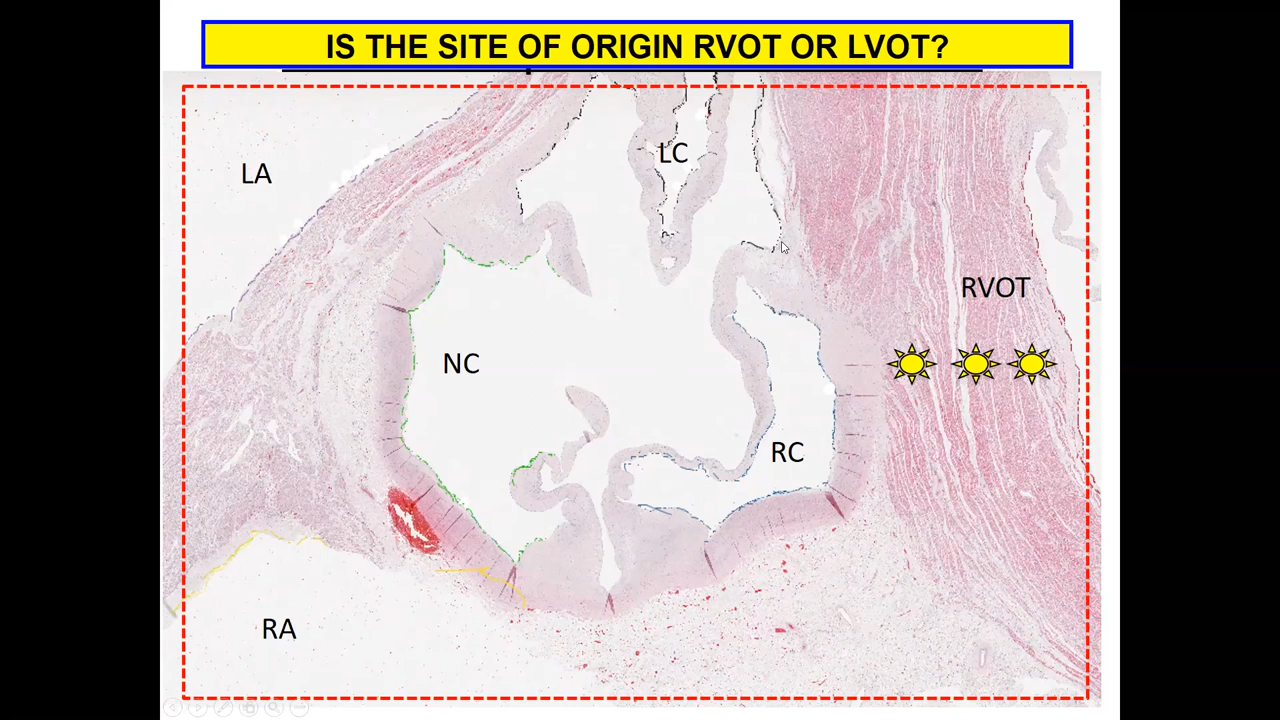 IS THE SITE OF ORIGIN RVOT OR LVOT?
LC
LA
RVOT
NC
RC
RA